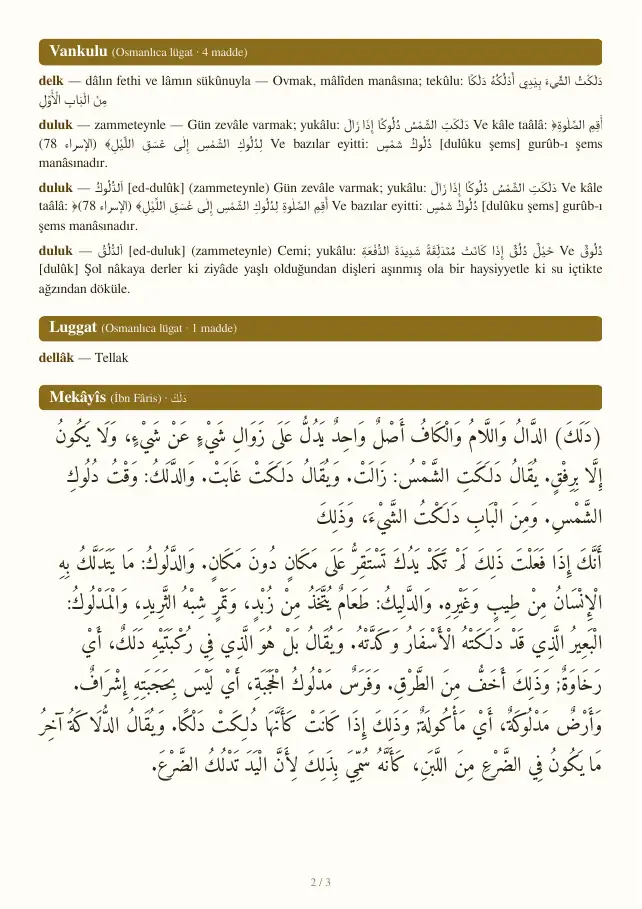 Vankulu (Osmanlıca lügat · 4 madde)
delk — dâlın fethi ve lâmın sükûnuyla — Ovmak, mâlîden manâsına; tekûlu: دَلَكْتُ الشَّيءَ بِيَدِي أَدْلُكُهُ دَلْكًا
مِنَ الْبَابِ الْأَوَّلِ
duluk — zammeteynle — Gün zevâle varmak; yukâlu: دَلَكَتِ الشَّمْسُ دُلُوكًا إِذَا زَالَ Ve kâle taâlâ: ﴿أَقِمِ الصَّلٰوةَ
لِدُلُوكِ الشَّمْسِ إِلَى غَسَقِ اللَّيْلِ﴾ (الإسراء 78) Ve bazılar eyitti: دُلُوكُ شَمْسٍ [dulûku şems] gurûb-ı şems
manâsınadır.
duluk — اَلدُّلُوكُ [ed-dulûk] (zammeteynle) Gün zevâle varmak; yukâlu: دَلَكَتِ الشَّمْسُ دُلُوكًا إِذَا زَالَ Ve kâle
taâlâ: ﴿أَقِمِ الصَّلٰوةَ لِدُلُوكِ الشَّمْسِ إِلَى غَسَقِ اللَّيْلِ﴾ (الإسراء 78) Ve bazılar eyitti: دُلُوكُ شَمْسٍ [dulûku şems] gurûb-ı
şems manâsınadır.
duluk — اَلدُّلُقُ [ed-duluk] (zammeteynle) Cemi; yukâlu: خَيْلٌ دُلُقٌ إِذَا كَانَتْ مُنْدَلِقَةً شَدِيدَةَ الدَّفْعَةِ Ve دُلُوقٌ
[dulûk] Şol nâkaya derler ki ziyâde yaşlı olduğundan dişleri aşınmış ola bir haysiyyetle ki su içtikte
ağzından döküle.
Luggat (Osmanlıca lügat · 1 madde)
dellâk — Tellak
Mekâyîs (İbn Fâris) · دلك
(دَلَكَ) الدَّالُ وَاللَّامُ وَالْكَافُ أَصْلٌ وَاحِدٌ يَدُلُّ عَلَى زَوَالِ شَيْءٍ عَنْ شَيْءٍ، وَلَا يَكُونُ
إِلَّا بِرِفْقٍ. يُقَالُ دَلَكَتِ الشَّمْسُ: زَالَتْ. وَيُقَالُ دَلَكَتْ غَابَتْ. وَالدَّلَكُ: وَقْتُ دُلُوكِ
الشَّمْسِ. وَمِنَ الْبَابِ دَلَكْتُ الشَّيْءَ، وَذَلِكَ
أَنَّكَ إِذَا فَعَلْتَ ذَلِكَ لَمْ تَكَدْ يَدُكَ تَسْتَقِرُّ عَلَى مَكَانٍ دُونَ مَكَانٍ. وَالدَّلُوكُ: مَا يَتَدَلَّكُ بِهِ
الْإِنْسَانُ مِنْ طِيبٍ وَغَيْرِهِ. وَالدَّلِيكُ: طَعَامٌ يُتَّخَذُ مِنْ زُبْدٍ، وَتَمْرٍ شِبْهُ الثَّرِيدِ، وَالْمَدْلُوكُ:
الْبَعِيرُ الَّذِي قَدْ دَلَكَتْهُ الْأَسْفَارُ وَكَدَّتْهُ. وَيُقَالُ بَلْ هُوَ الَّذِي فِي رُكْبَتَيْهِ دَلَكٌ، أَيْ
رَخَاوَةٌ; وَذَلِكَ أَخَفُّ مِنَ الطَّرْقِ. وَفَرَسٌ مَدْلُوكُ الْحَجَبَةِ، أَيْ لَيْسَ بِحَجَبَتِهِ إِشْرَافٌ.
وَأَرْضٌ مَدْلُوكَةٌ، أَيْ مَأْكُولَةٌ; وَذَلِكَ إِذَا كَانَتْ كَأَنَّهَا دُلِكَتْ دَلْكًا. وَيُقَالُ الدُّلَاكَةُ آخِرُ
مَا يَكُونُ فِي الضَّرْعِ مِنَ اللَّبَنِ، كَأَنَّهُ سُمِّيَ بِذَلِكَ لِأَنَّ الْيَدَ تَدْلُكُ الضَّرْعَ.
2 / 3